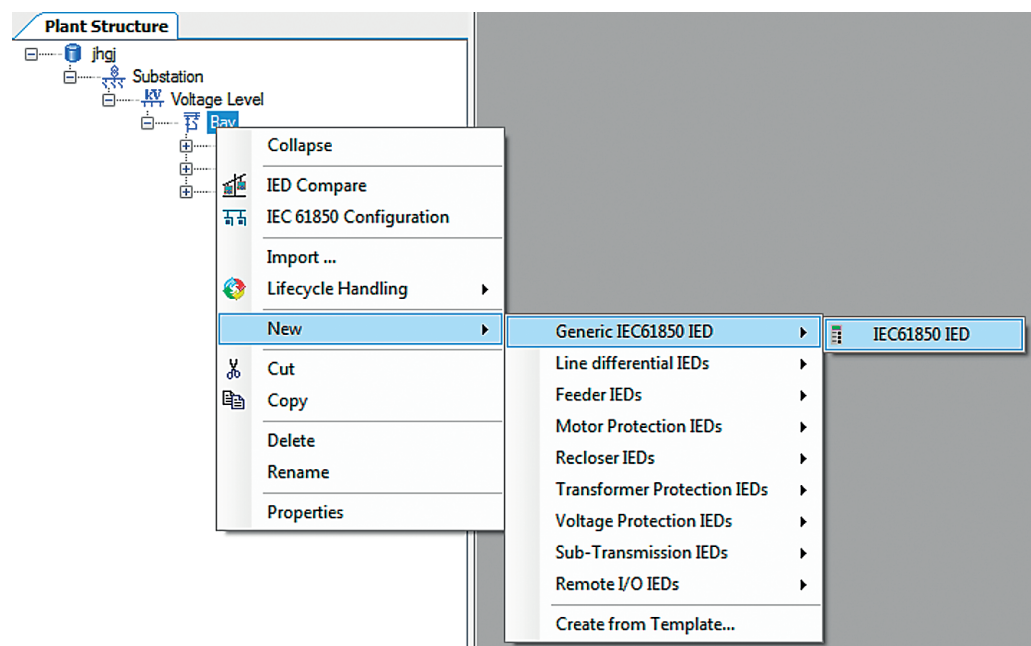 Plant Structure
jhgj
Substation
Voltage Level
Bay
Collapse
IED Compare
IEC 61850 Configuration
Import ...
Lifecycle Handling
New
Cut
Copy
Delete
Rename
Properties
Generic IEC61850 IED
Line differential IEDs
Feeder IEDs
Motor Protection IEDs
Recloser IEDs
Transformer Protection IEDs
Voltage Protection IEDs
Sub-Transmission IEDs
Remote I/O IEDs
Create from Template...
IEC61850 IED